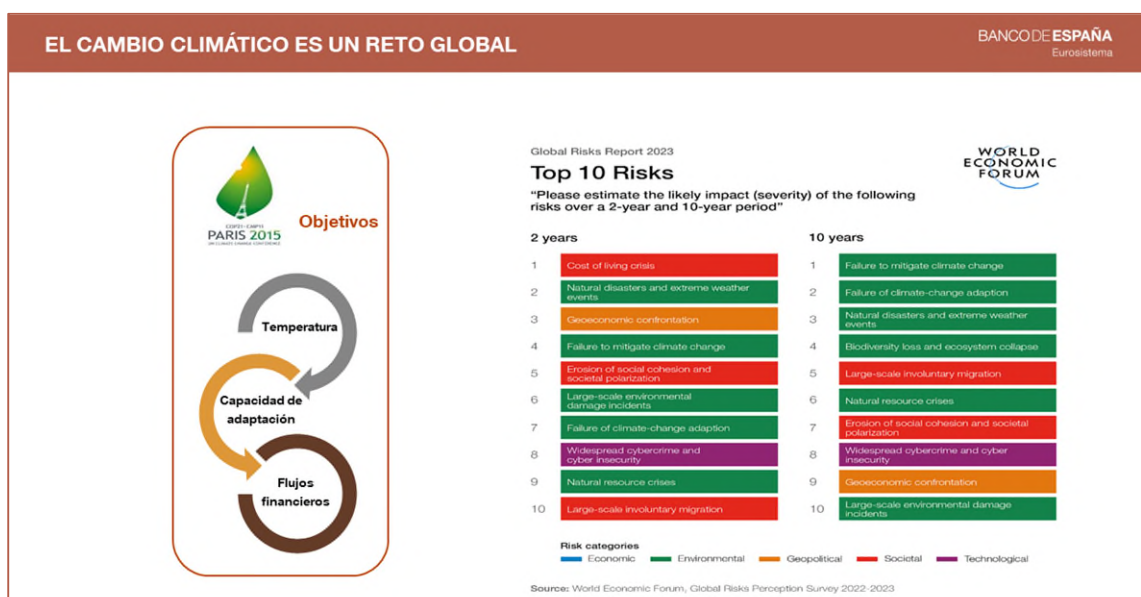 EL CAMBIO CLIMÁTICO ES UN RETO GLOBAL
BANCO DE ESPAÑA
Eurosistema
COP21·CMP11
PARIS 2015
UN CLIMATE CHANGE CONFERENCE
Objetivos
Temperatura
Capacidad de
adaptación
Flujos
financieros
Global Risks Report 2023
Top 10 Risks
"Please estimate the likely impact (severity) of the following
risks over a 2-year and 10-year period"
WORLD
ECONOMIC
FORUM
2 years
1 Cost of living crisis
2 Natural disasters and extreme weather
events
3 Geoeconomic confrontation
4 Failure to mitigate climate change
5 Erosion of social cohesion and
societal polarization
6 Large-scale environmental
damage incidents
7 Failure of climate-change adaption
8 Widespread cybercrime and
cyber insecurity
9 Natural resource crises
10 Large-scale involuntary migration
10 years
1 Failure to mitigate climate change
2 Failure of climate-change adaption
3 Natural disasters and extreme weather
events
4 Biodiversity loss and ecosystem collapse
5 Large-scale involuntary migration
6 Natural resource crises
7 Erosion of social cohesion and societal
polarization
8 Widespread cybercrime and cyber
insecurity
9 Geoeconomic confrontation
10 Large-scale environmental damage
incidents
Risk categories
Economic Environmental Geopolitical Societal Technological
Source: World Economic Forum, Global Risks Perception Survey 2022-2023